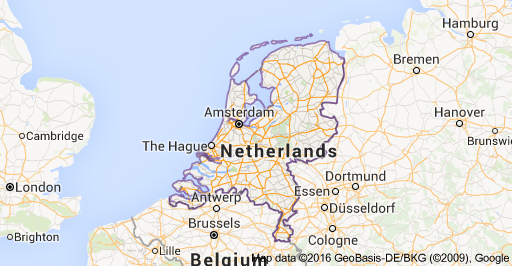 Hamburg
Bremen
Amsterdam
Hanover
Cambridge
Brunswi
The Hague
Netherlands
London
Dortmund
Essen
Antwerp
Düsseldorf
Brussels
Brighton
Cologne
Lille
Belgium
Map data ©2016 GeoBasis-DE/BKG (©2009), Google